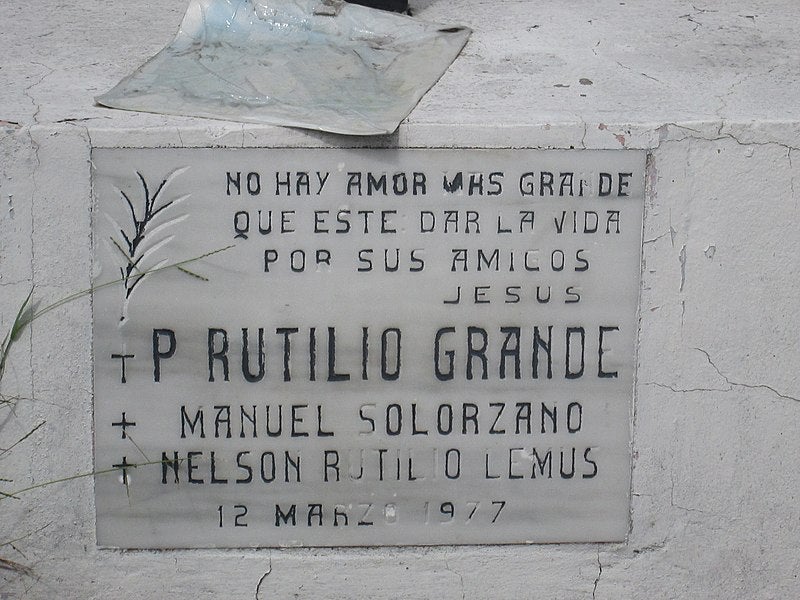 NO HAY AMOR MAS GRANDE
QUE ESTE DAR LA VIDA
POR SUS AMIGOS
JESUS
† P RUTILIO GRANDE
† MANUEL SOLORZANO
† NELSON RUTILIO LEMUS
12 MARZO 1977